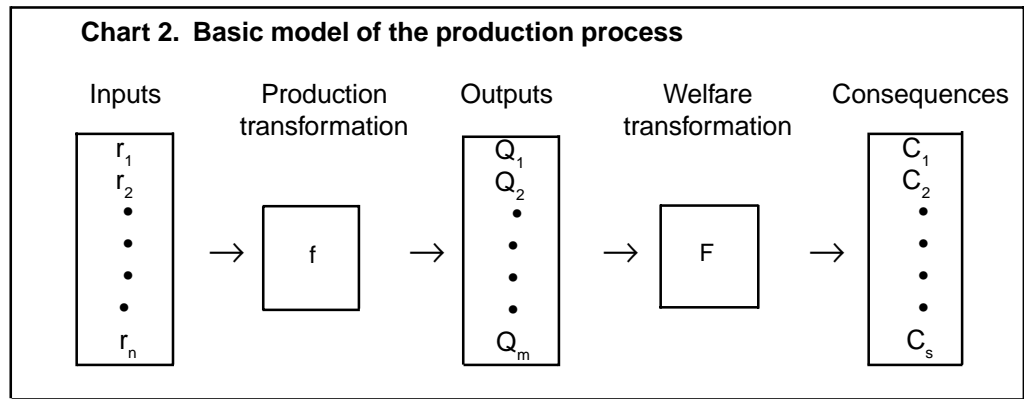 Chart 2. Basic model of the production process
Inputs Production Outputs Welfare Consequences
transformation transformation
r1 Q1 C1
r2 Q2 C2
• • •
• • •
• → f → • → F → •
• • •
rn Qm Cs